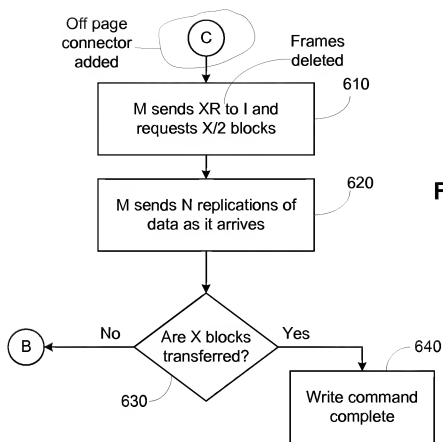 Off page
connector
added
C
Frames
deleted
M sends XR to I and
requests X/2 blocks
610
M sends N replications of
data as it arrives
620
F
No
Are X blocks
transferred?
Yes
B
630
640
Write command
complete